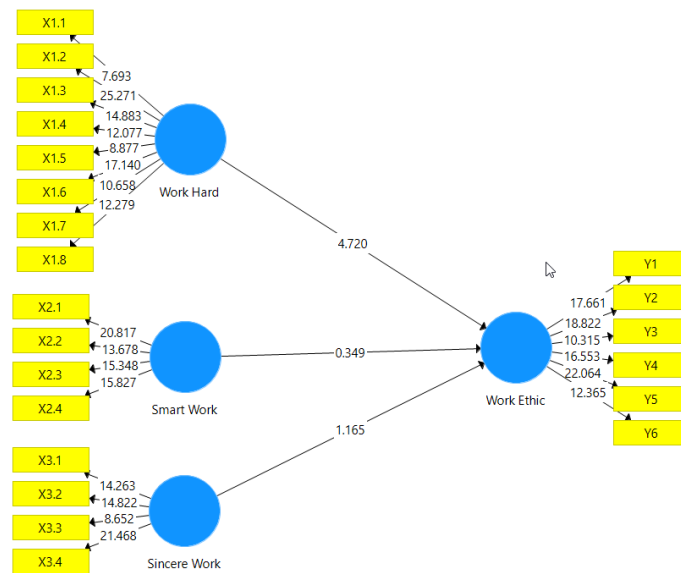 X1.1
X1.2
X1.3
X1.4
X1.5
X1.6
X1.7
X1.8
7.693
25.271
14.883
12.077
8.877
17.140
10.658
12.279
Work Hard
4.720
X2.1
X2.2
X2.3
X2.4
20.817
13.678
15.348
15.827
Smart Work
0.349
X3.1
X3.2
X3.3
X3.4
14.263
14.822
8.652
21.468
Sincere Work
1.165
Work Ethic
17.661
18.822
10.315
16.553
22.064
12.365
Y1
Y2
Y3
Y4
Y5
Y6